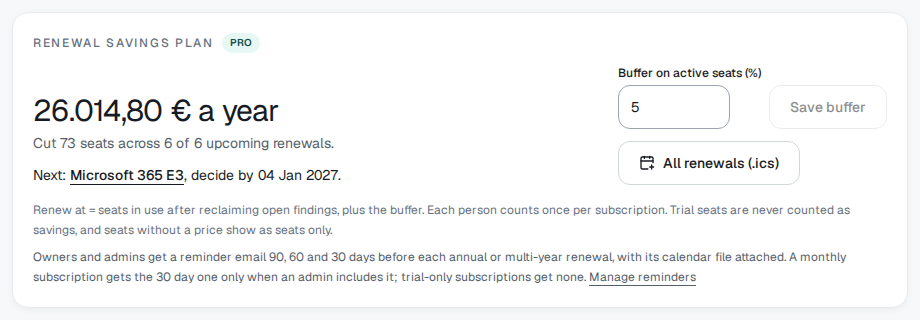 RENEWAL SAVINGS PLAN PRO
26.014,80 € a year
Cut 73 seats across 6 of 6 upcoming renewals.
Next: Microsoft 365 E3, decide by 04 Jan 2027.
Buffer on active seats (%)
5
Save buffer
All renewals (.ics)
Renew at = seats in use after reclaiming open findings, plus the buffer. Each person counts once per subscription. Trial seats are never counted as
savings, and seats without a price show as seats only.
Owners and admins get a reminder email 90, 60 and 30 days before each annual or multi-year renewal, with its calendar file attached. A monthly
subscription gets the 30 day one only when an admin includes it; trial-only subscriptions get none. Manage reminders